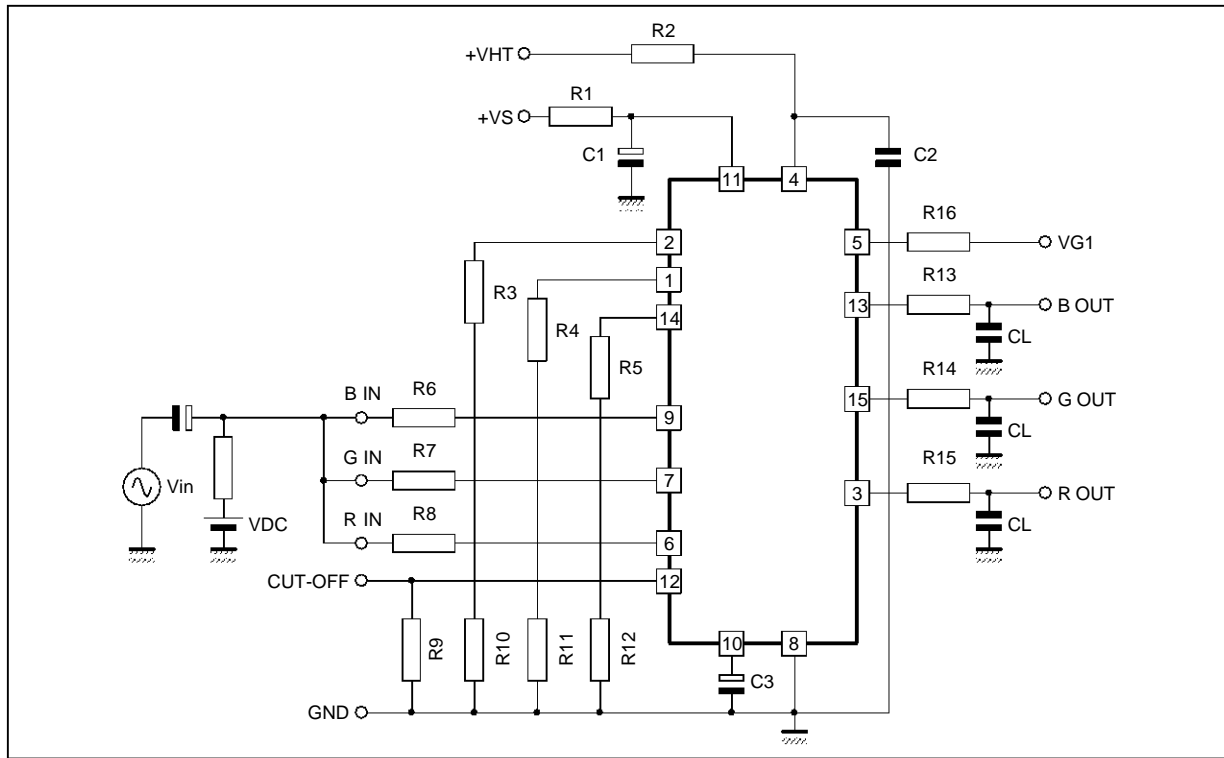 R2
+VHT
R1
+VS
C1
C2
11
4
R16
2
5
VG1
R3
1
R13
R4
13
B OUT
14
CL
R5
R14
B IN
R6
15
G OUT
9
CL
G IN
R7
R15
Vin
7
3
R OUT
VDC
R IN
R8
CL
6
CUT-OFF
12
R9
R10
R11
R12
10
8
C3
GND